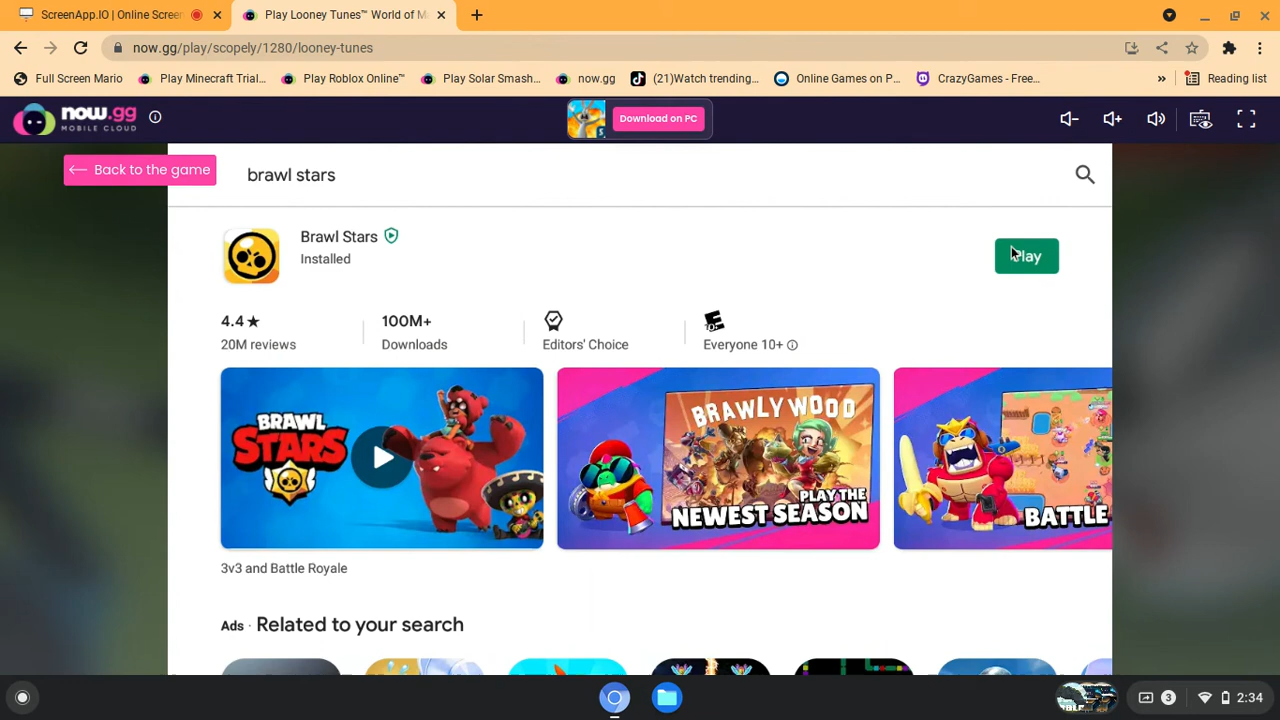 ScreenApp.IO | Online Screen
Play Looney Tunes™ World of M
now.gg/play/scopely/1280/looney-tunes
Full Screen Mario
Play Minecraft Trial...
Play Roblox Online™
Play Solar Smash...
now.gg
(21)Watch trending...
Online Games on P...
CrazyGames - Free...
»
Reading list
now.gg
MOBILE CLOUD
Download on PC
Back to the game
brawl stars
Brawl Stars
Installed
Play
4.4★
20M reviews
100M+
Downloads
Editors' Choice
Everyone 10+
BRAWL
STARS
BRAWLYWOOD
PLAY THE
NEWEST SEASON
BATTLE
3v3 and Battle Royale
Ads · Related to your search
3
2:34